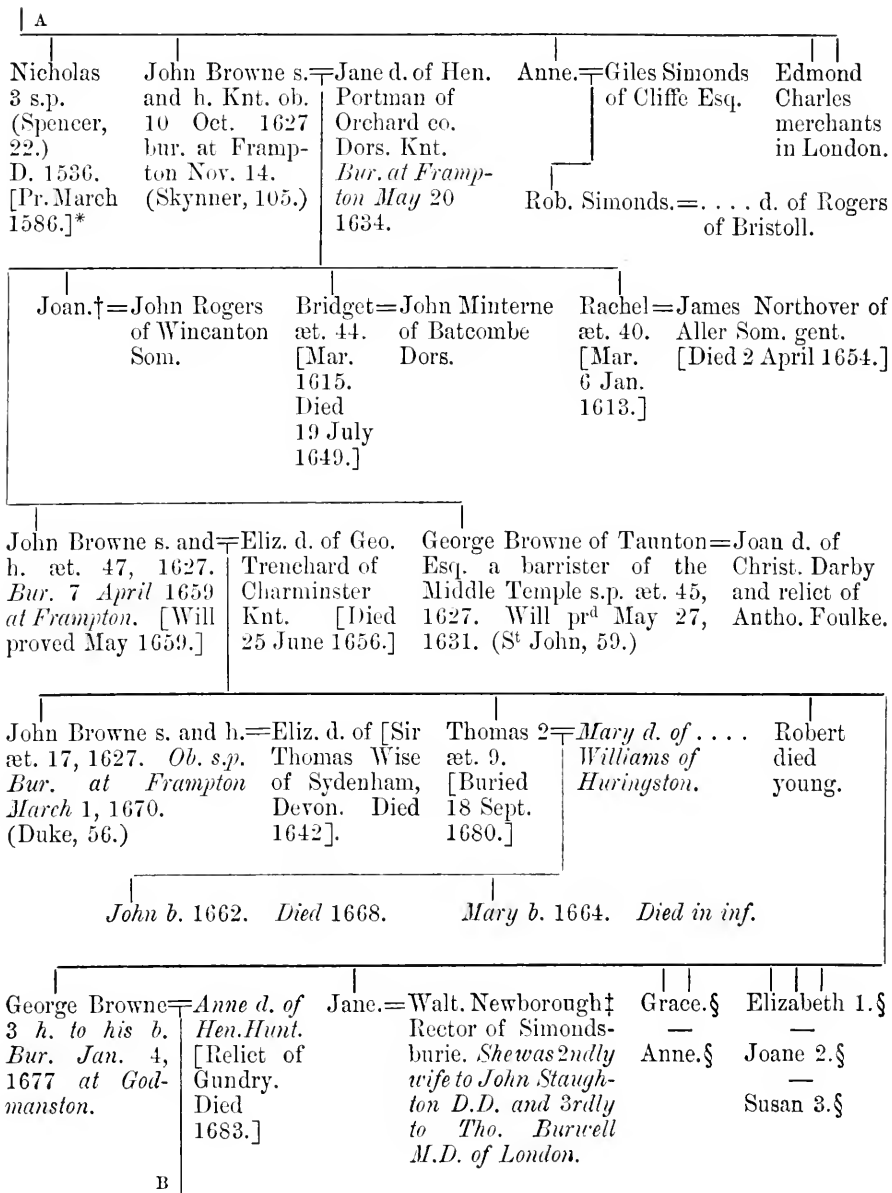 A
Nicholas
3 s.p.
(Spencer,
22.)
D. 1536.
[Pr. March
1586.]*
John Browne s.
and h. Knt. ob.
10 Oct. 1627
bur. at Framp-
ton Nov. 14.
(Skynner, 105.)
=Jane d. of Hen.
Portman of
Orchard co.
Dors. Knt.
Bur. at Framp-
ton May 20
1634.
Anne.=Giles Simonds
of Cliffe Esq.
Edmond
Charles
merchants
in London.
Rob. Simonds.=. . . . d. of Rogers
of Bristoll.
Joan.†=John Rogers
of Wincanton
Som.
Bridget=John Minterne
æt. 44. of Batcombe
[Mar. Dors.
1615.
Died
19 July
1649.]
Rachel=James Northover of
æt. 40. Aller Som. gent.
[Mar. [Died 2 April 1654.]
6 Jan.
1613.]
John Browne s. and
h. æt. 47, 1627.
Bur. 7 April 1659
at Frampton. [Will
proved May 1659.]
=Eliz. d. of Geo.
Trenchard of
Charminster
Knt. [Died
25 June 1656.]
George Browne of Taunton
Esq. a barrister of the
Middle Temple s.p. æt. 45,
1627. Will prd May 27,
1631. (St John, 59.)
=Joan d. of
Christ. Darby
and relict of
Antho. Foulke.
John Browne s. and h.
æt. 17, 1627. Ob. s.p.
Bur. at Frampton
March 1, 1670.
(Duke, 56.)
=Eliz. d. of [Sir
Thomas Wise
of Sydenham,
Devon. Died
1642].
Thomas 2
æt. 9.
[Buried
18 Sept.
1680.]
=Mary d. of . . . .
Williams of
Huringston.
Robert
died
young.
John b. 1662. Died 1668.
Mary b. 1664. Died in inf.
George Browne
3 h. to his b.
Bur. Jan. 4,
1677 at God-
manston.
=Anne d. of
Hen. Hunt.
[Relict of
Gundry.
Died
1683.]
Jane.=Walt. Newborough‡
Rector of Simonds-
burie. She was 2ndly
wife to John Staugh-
ton D.D. and 3rdly
to Tho. Burwell
M.D. of London.
Grace.§
—
Anne.§
Elizabeth 1.§
—
Joane 2.§
—
Susan 3.§
B